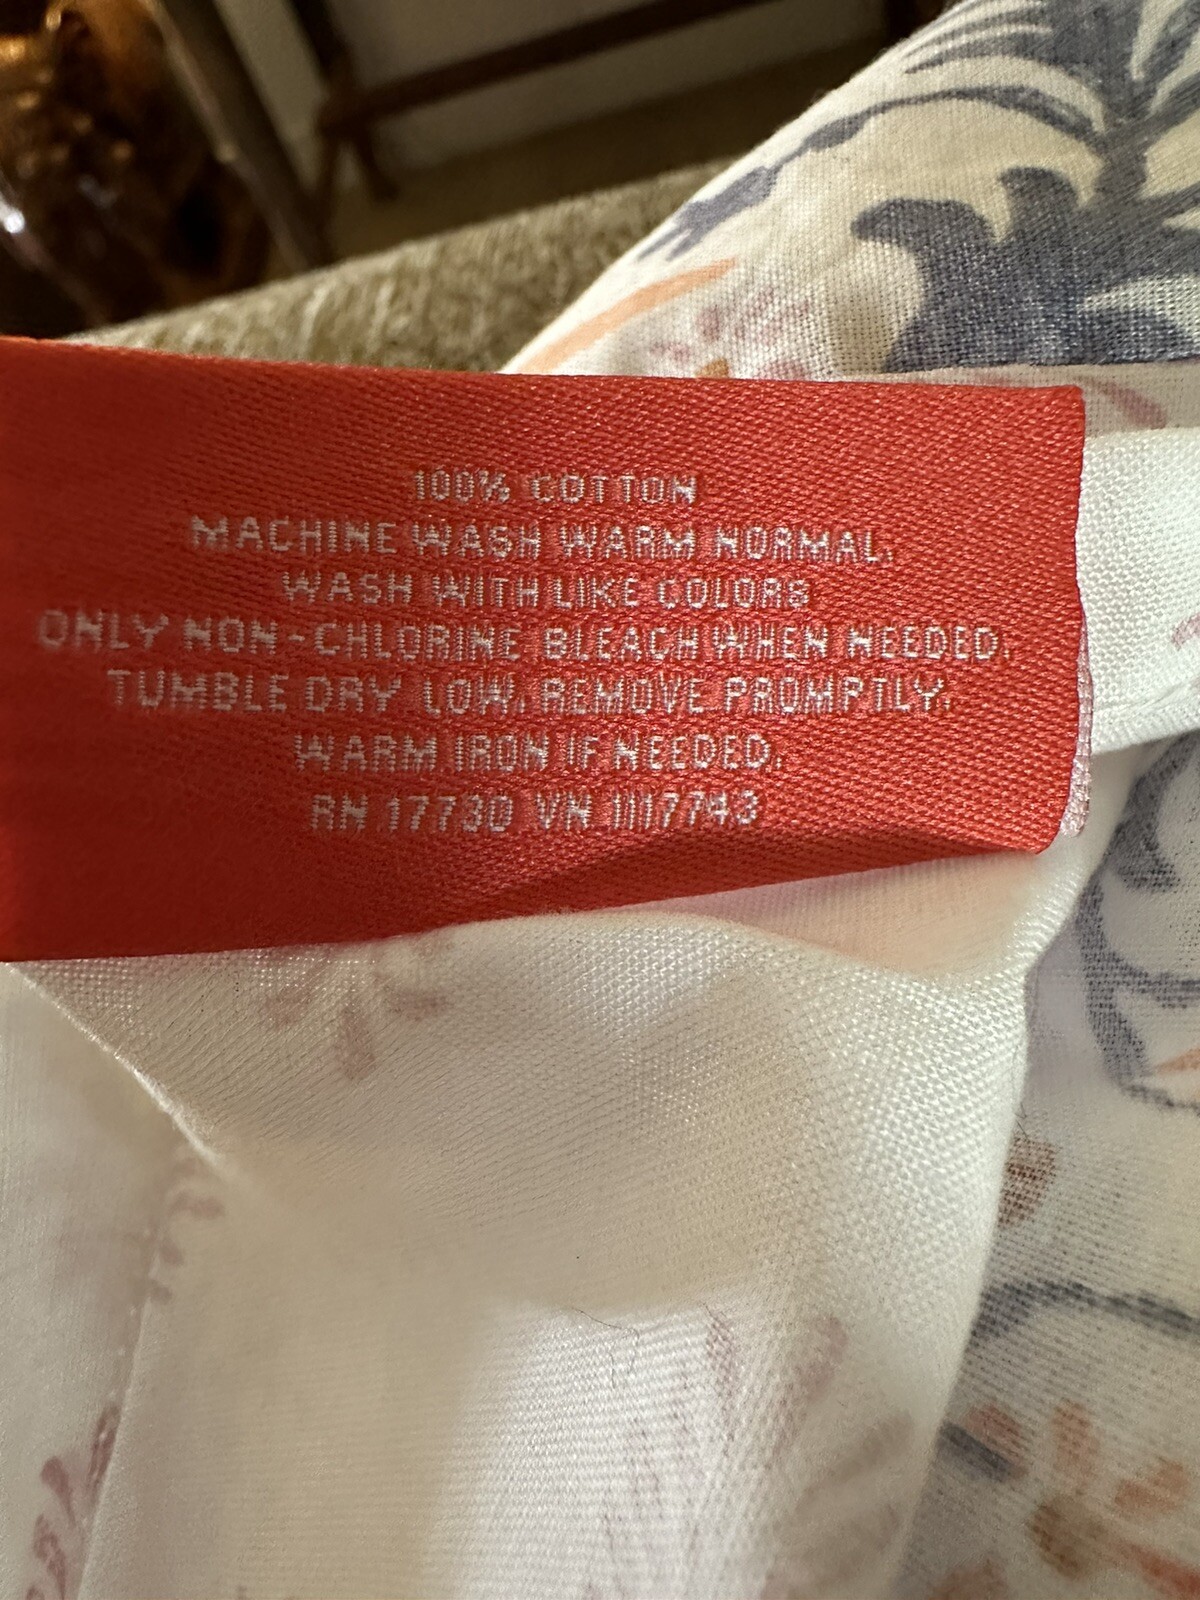 100% COTTON
MACHINE WASH WARM NORMAL.
WASH WITH LIKE COLORS
ONLY NON-CHLORINE BLEACH WHEN NEEDED.
TUMBLE DRY LOW. REMOVE PROMPTLY.
WARM IRON IF NEEDED.
RN 17730 VN 1117743